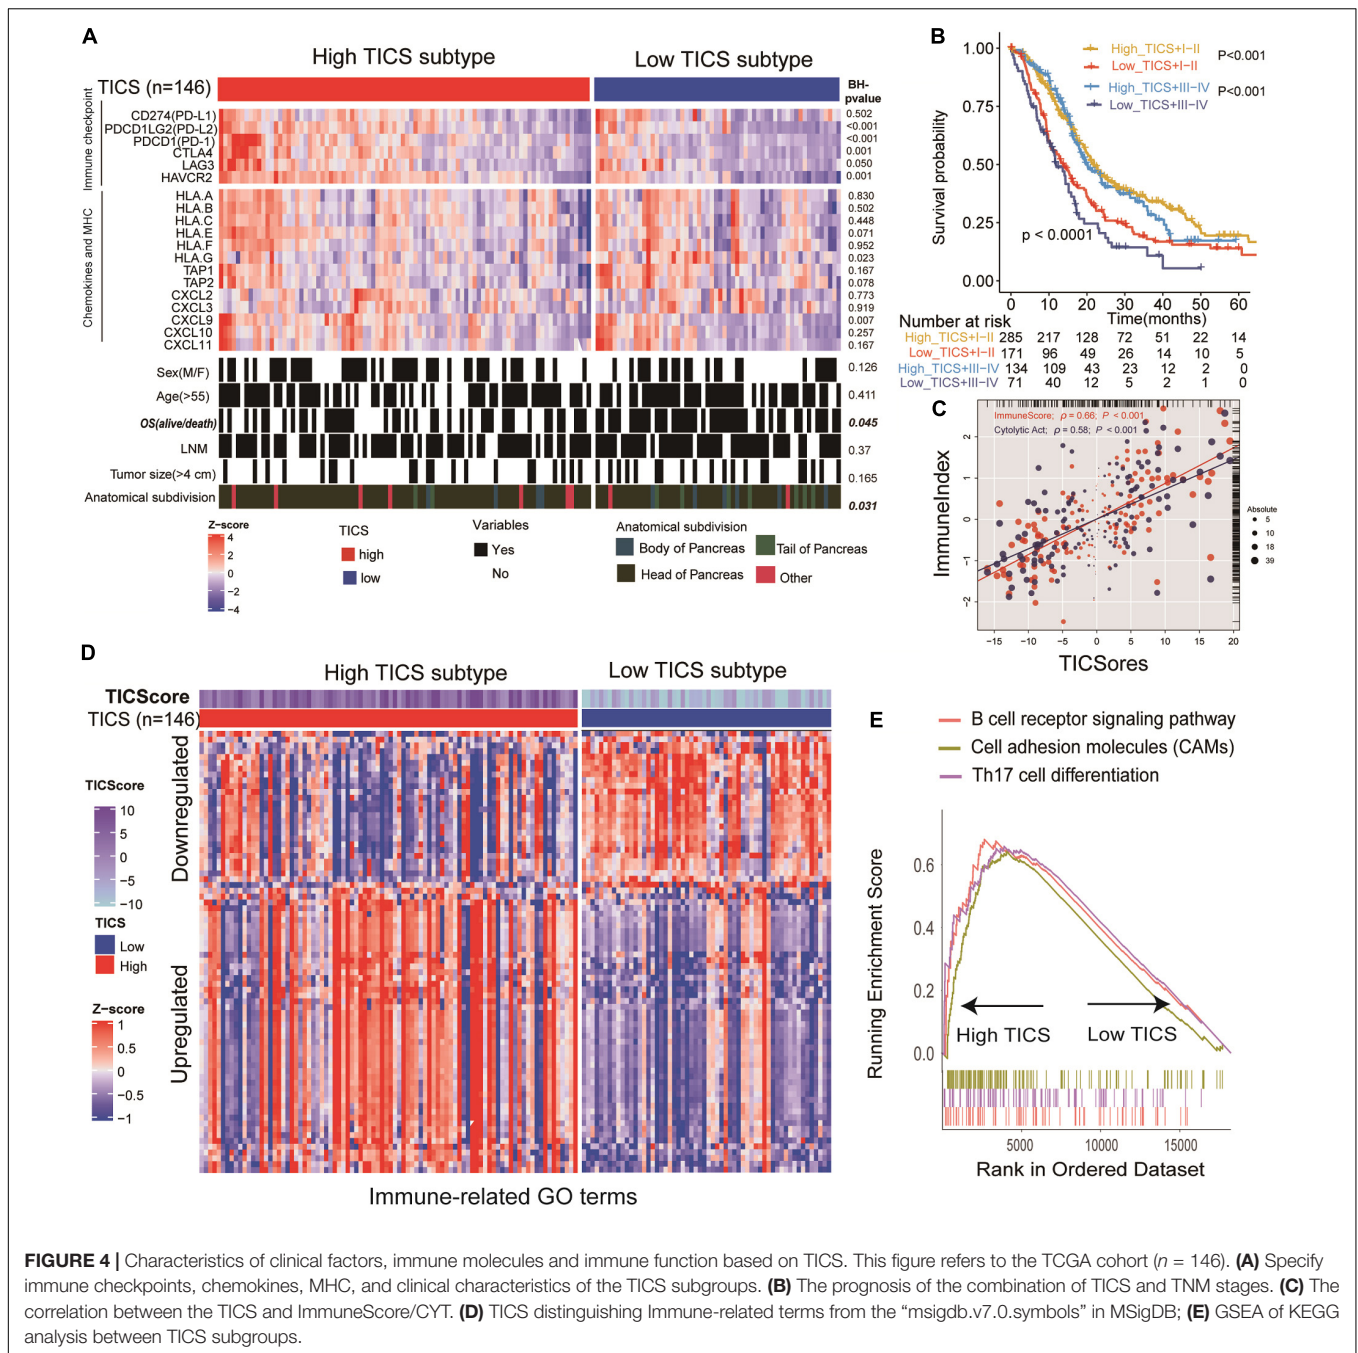 A
High TICS subtype
Low TICS subtype
TICS (n=146)
BH-
pvalue
Immune checkpoint
CD274(PD-L1) 0.502
PDCD1LG2(PD-L2) <0.001
PDCD1(PD-1) <0.001
CTLA4 0.001
LAG3 0.050
HAVCR2 0.001
Chemokines and MHC
HLA.A 0.830
HLA.B 0.502
HLA.C 0.448
HLA.E 0.071
HLA.F 0.952
HLA.G 0.023
TAP1 0.167
TAP2 0.078
CXCL2 0.773
CXCL3 0.919
CXCL9 0.007
CXCL10 0.257
CXCL11 0.167
Sex(M/F) 0.126
Age(>55) 0.411
OS(alive/death) 0.045
LNM 0.37
Tumor size(>4 cm) 0.165
Anatomical subdivision 0.031
Z-score
4
2
0
−2
−4
TICS
high
low
Variables
Yes
No
Anatomical subdivision
Body of Pancreas
Tail of Pancreas
Head of Pancreas
Other
B
High_TICS+I−II
Low_TICS+I−II
P<0.001
High_TICS+III−IV
Low_TICS+III−IV
P<0.001
Survival probability
1.00
0.75
0.50
0.25
0.00
p < 0.0001
0 10 20 30 40 50 60
Time(months)
Number at risk
High_TICS+I−II 285 217 128 72 51 22 14
Low_TICS+I−II 171 96 49 26 14 10 5
High_TICS+III−IV 134 109 43 23 12 2 0
Low_TICS+III−IV 71 40 12 5 2 1 0
C
ImmuneScore; ρ = 0.66; P < 0.001
Cytolytic Act; ρ = 0.58; P < 0.001
ImmuneIndex
2
1
0
−1
−2
−15 −10 −5 0 5 10 15 20
TICSores
Absolute
5
10
18
39
D
High TICS subtype
Low TICS subtype
TICScore
TICS (n=146)
Downregulated
Upregulated
TICScore
10
5
0
−5
−10
TICS
Low
High
Z−score
1
0.5
0
−0.5
−1
Immune-related GO terms
E
B cell receptor signaling pathway
Cell adhesion molecules (CAMs)
Th17 cell differentiation
Running Enrichment Score
0.6
0.4
0.2
0.0
High TICS
Low TICS
5000 10000 15000
Rank in Ordered Dataset
FIGURE 4 | Characteristics of clinical factors, immune molecules and immune function based on TICS. This figure refers to the TCGA cohort (n = 146). (A) Specify
immune checkpoints, chemokines, MHC, and clinical characteristics of the TICS subgroups. (B) The prognosis of the combination of TICS and TNM stages. (C) The
correlation between the TICS and ImmuneScore/CYT. (D) TICS distinguishing Immune-related terms from the “msigdb.v7.0.symbols” in MSigDB; (E) GSEA of KEGG
analysis between TICS subgroups.